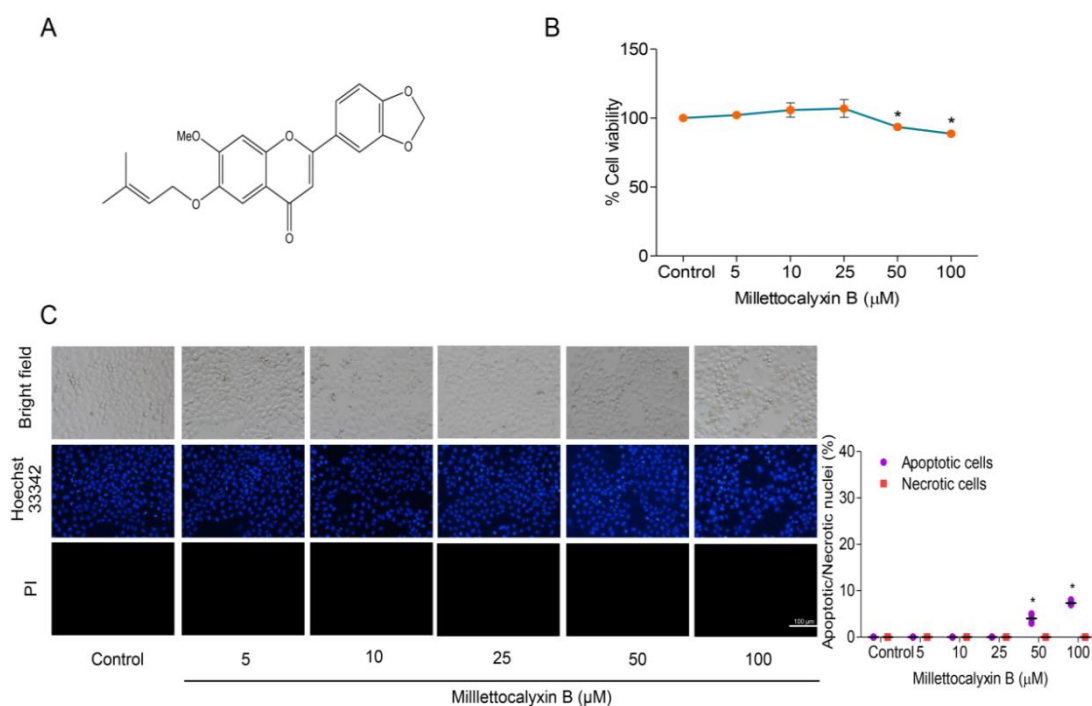 A
MeO
O
O
O
O
O
B
150
100
50
0
% Cell viability
* *
Control 5 10 25 50 100
Millettocalyxin B (μM)
C
Bright field
Hoechst
33342
PI
100 μm
Control 5 10 25 50 100
Milllettocalyxin B (μM)
Apoptotic/Necrotic nuclei (%)
40
30
20
10
0
Apoptotic cells
Necrotic cells
* *
Control 5 10 25 50 100
Millettocalyxin B (μM)